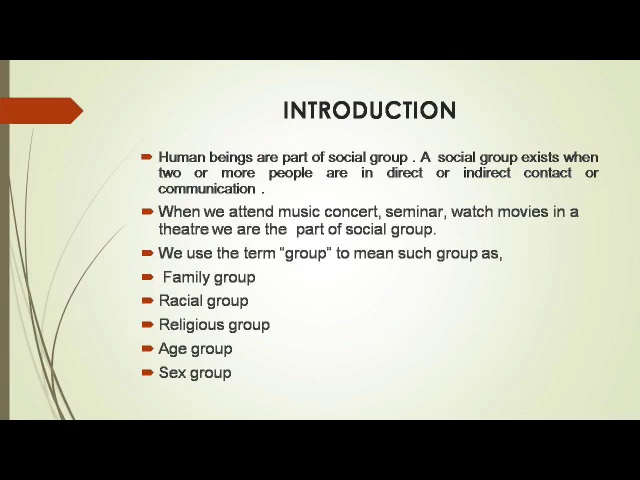 INTRODUCTION
Human beings are part of social group . A social group exists when
two or more people are in direct or indirect contact or
communication .
When we attend music concert, seminar, watch movies in a
theatre we are the part of social group.
We use the term “group” to mean such group as,
Family group
Racial group
Religious group
Age group
Sex group